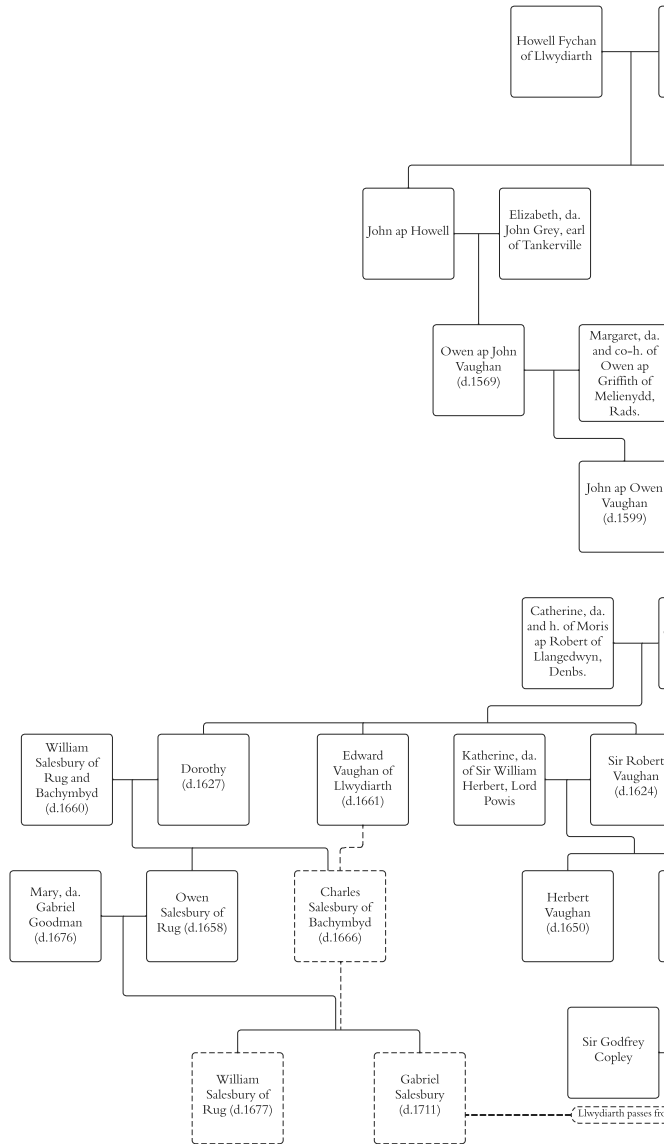 Howell Fychan
of Llwydiarth
John ap Howell
Elizabeth, da.
John Grey, earl
of Tankerville
Owen ap John
Vaughan
(d.1569)
Margaret, da.
and co-h. of
Owen ap
Griffith of
Melienydd,
Rads.
John ap Owen
Vaughan
(d.1599)
Catherine, da.
and h. of Moris
ap Robert of
Llangedwyn,
Denbs.
William
Salesbury of
Rug and
Bachymbyd
(d.1660)
Dorothy
(d.1627)
Edward
Vaughan of
Llwydiarth
(d.1661)
Katherine, da.
of Sir William
Herbert, Lord
Powis
Sir Robert
Vaughan
(d.1624)
Mary, da.
Gabriel
Goodman
(d.1676)
Owen
Salesbury of
Rug (d.1658)
Charles
Salesbury of
Bachymbyd
(d.1666)
Herbert
Vaughan
(d.1650)
Sir Godfrey
Copley
William
Salesbury of
Rug (d.1677)
Gabriel
Salesbury
(d.1711)
Llwydiarth passes fro